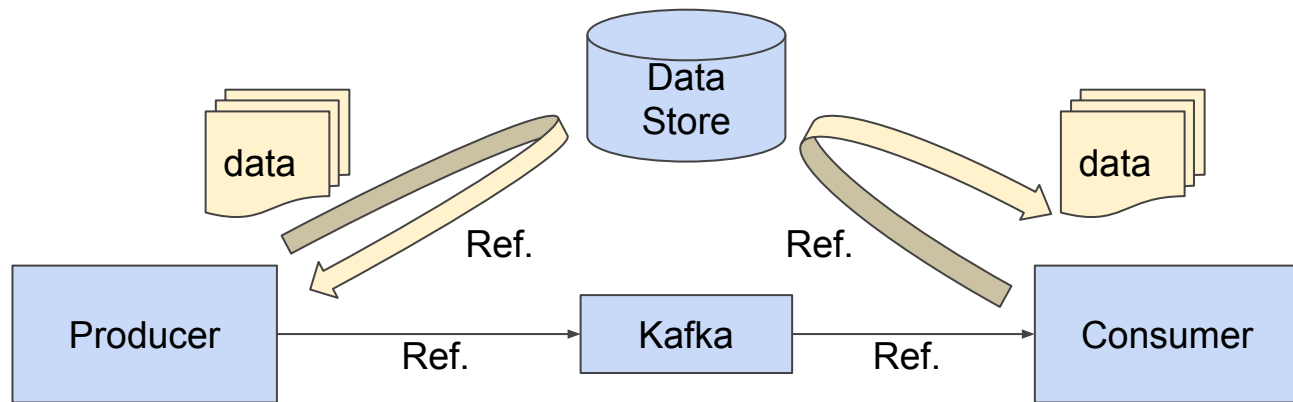 Data
Store
data
data
Ref.
Ref.
Producer
Kafka
Consumer
Ref.
Ref.